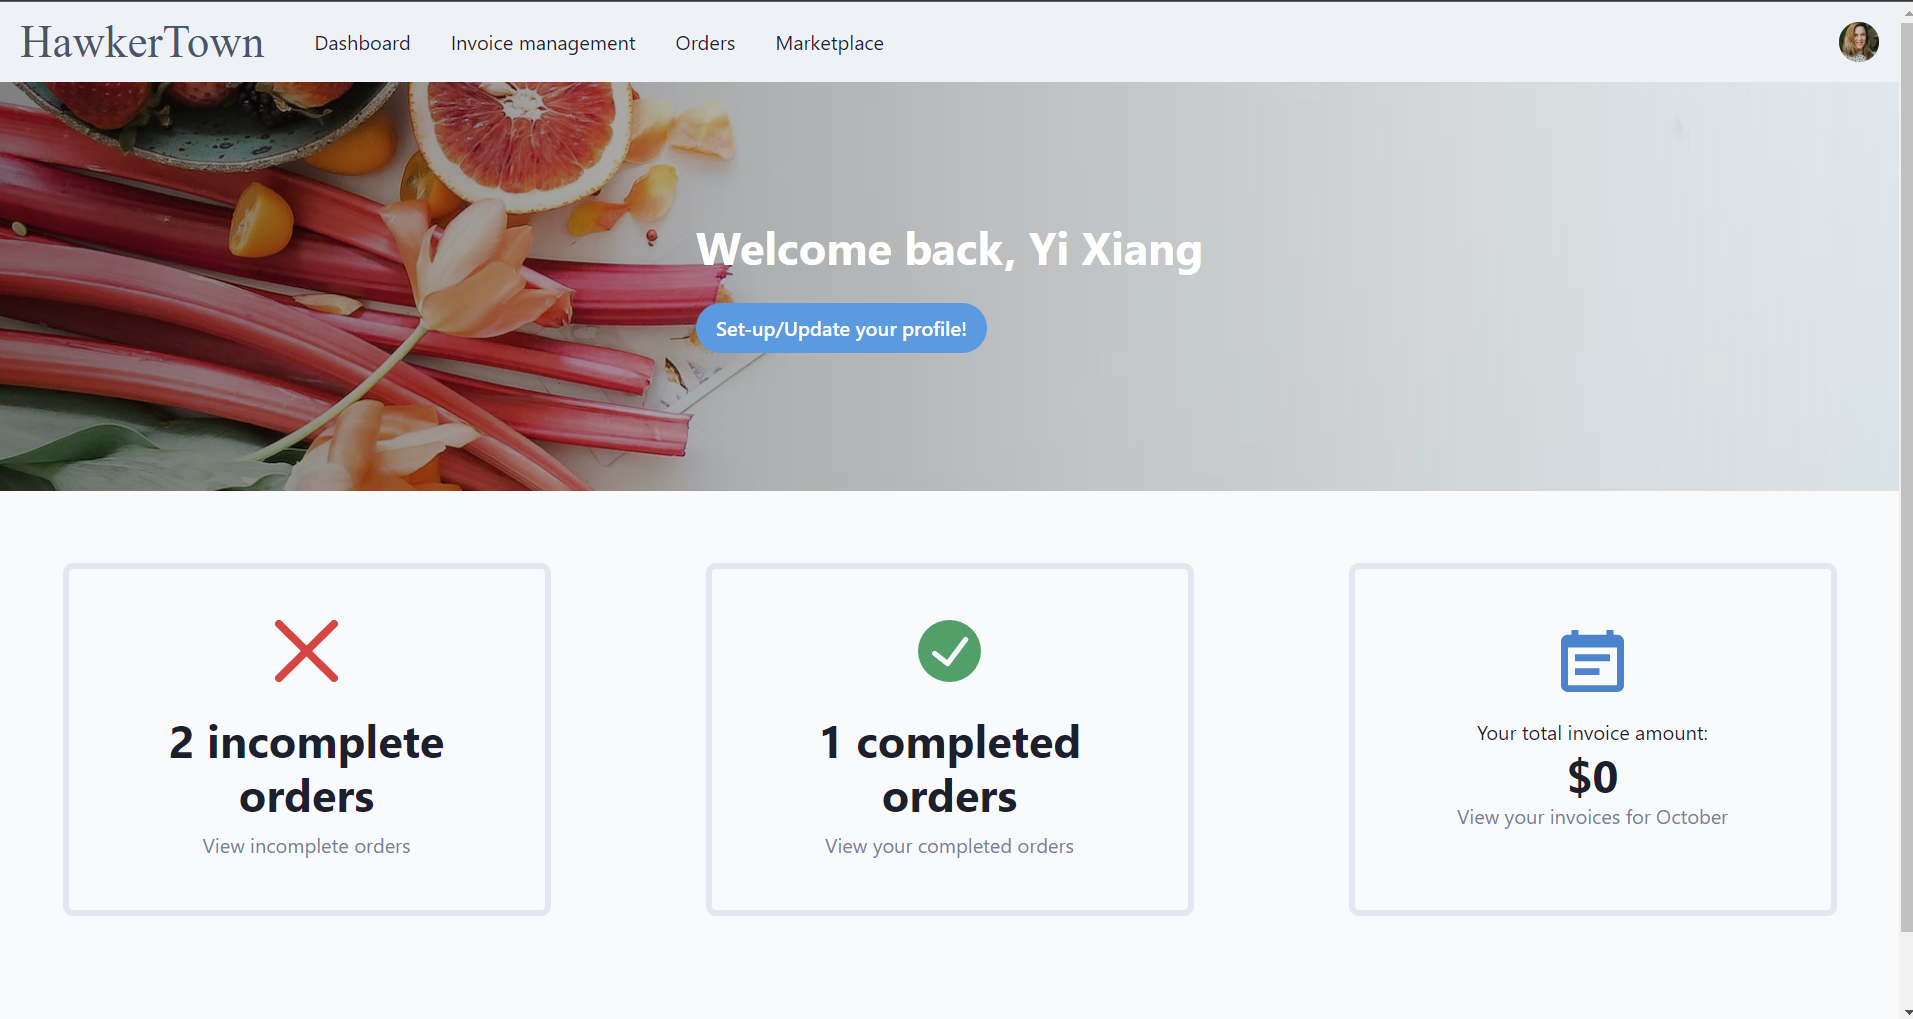 HawkerTown Dashboard Invoice management Orders Marketplace
Welcome back, Yi Xiang
Set-up/Update your profile!
2 incomplete
orders
View incomplete orders
1 completed
orders
View your completed orders
Your total invoice amount:
$0
View your invoices for October